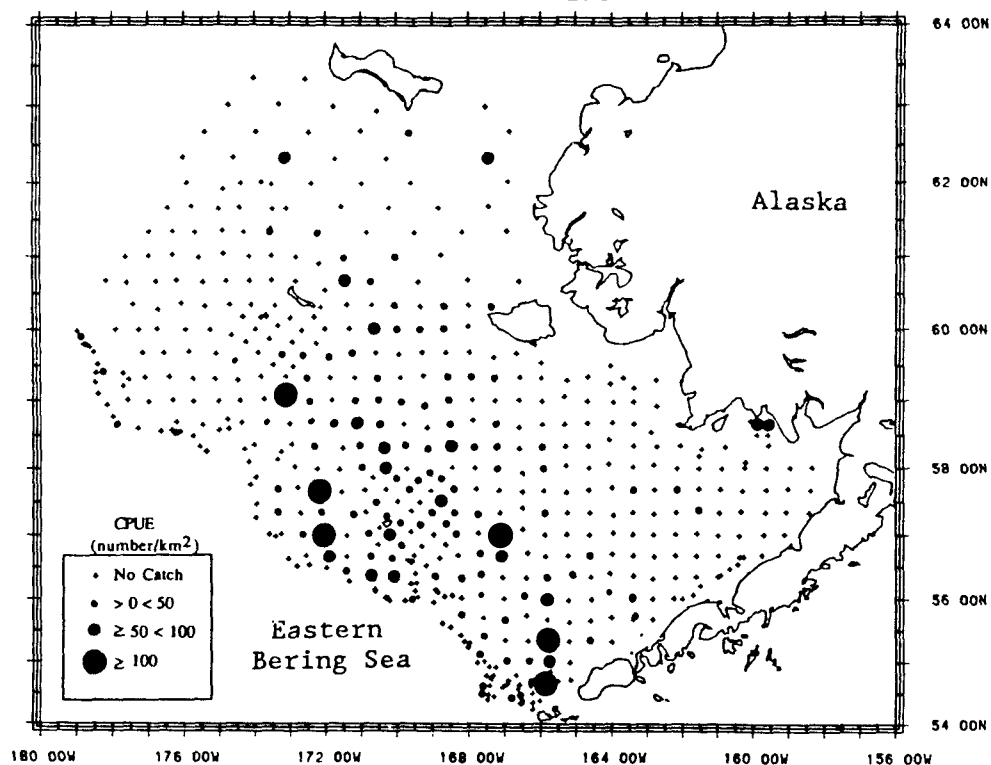 64 00N
Alaska
62 00N
60 00N
58 00N
CPUE
(number/km2)
No Catch
> 0 < 50
≥ 50 < 100
≥ 100
Eastern
Bering Sea
56 00N
54 00N
180 00W 176 00W 172 00W 168 00W 164 00W 160 00W 156 00W